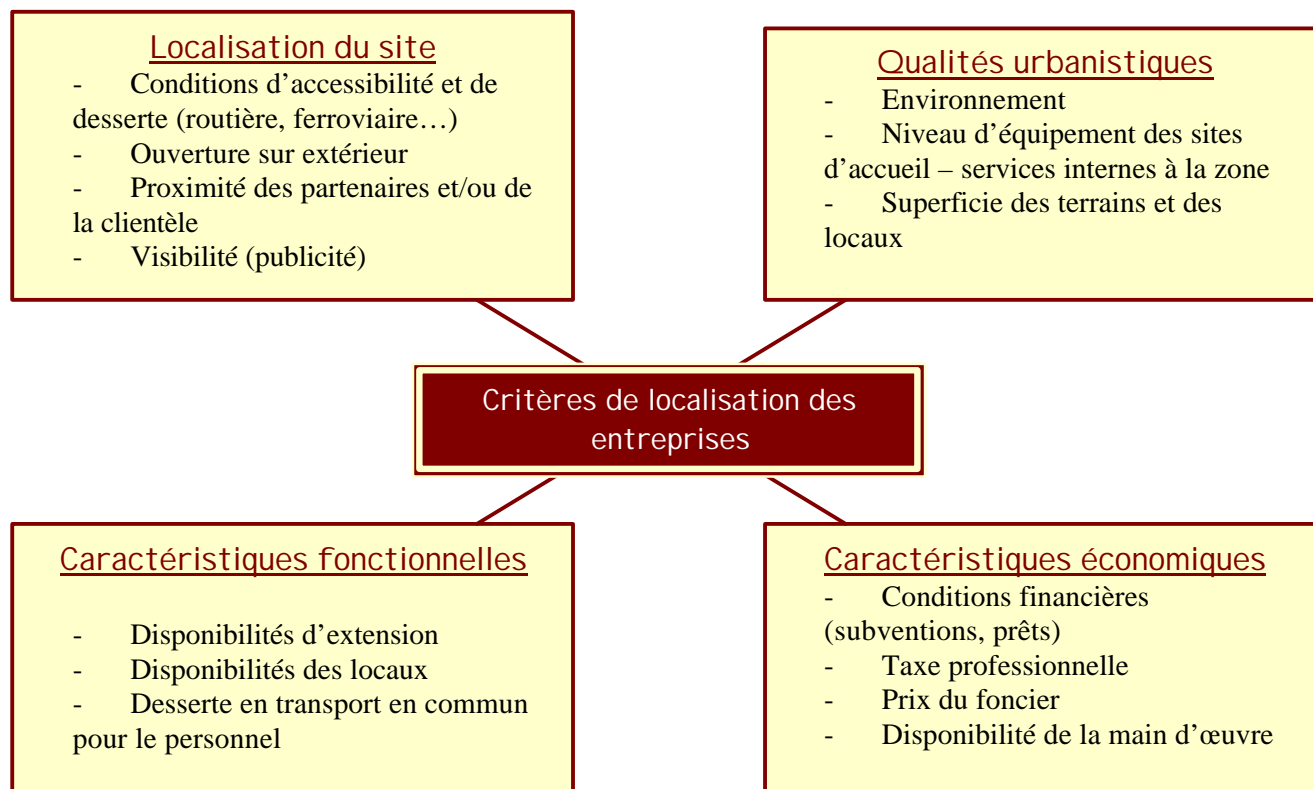 Localisation du site
- Conditions d’accessibilité et de
desserte (routière, ferroviaire…)
- Ouverture sur extérieur
- Proximité des partenaires et/ou de
la clientèle
- Visibilité (publicité)
Qualités urbanistiques
- Environnement
- Niveau d’équipement des sites
d’accueil – services internes à la zone
- Superficie des terrains et des
locaux
Critères de localisation des
entreprises
Caractéristiques fonctionnelles
- Disponibilités d’extension
- Disponibilités des locaux
- Desserte en transport en commun
pour le personnel
Caractéristiques économiques
- Conditions financières
(subventions, prêts)
- Taxe professionnelle
- Prix du foncier
- Disponibilité de la main d’œuvre